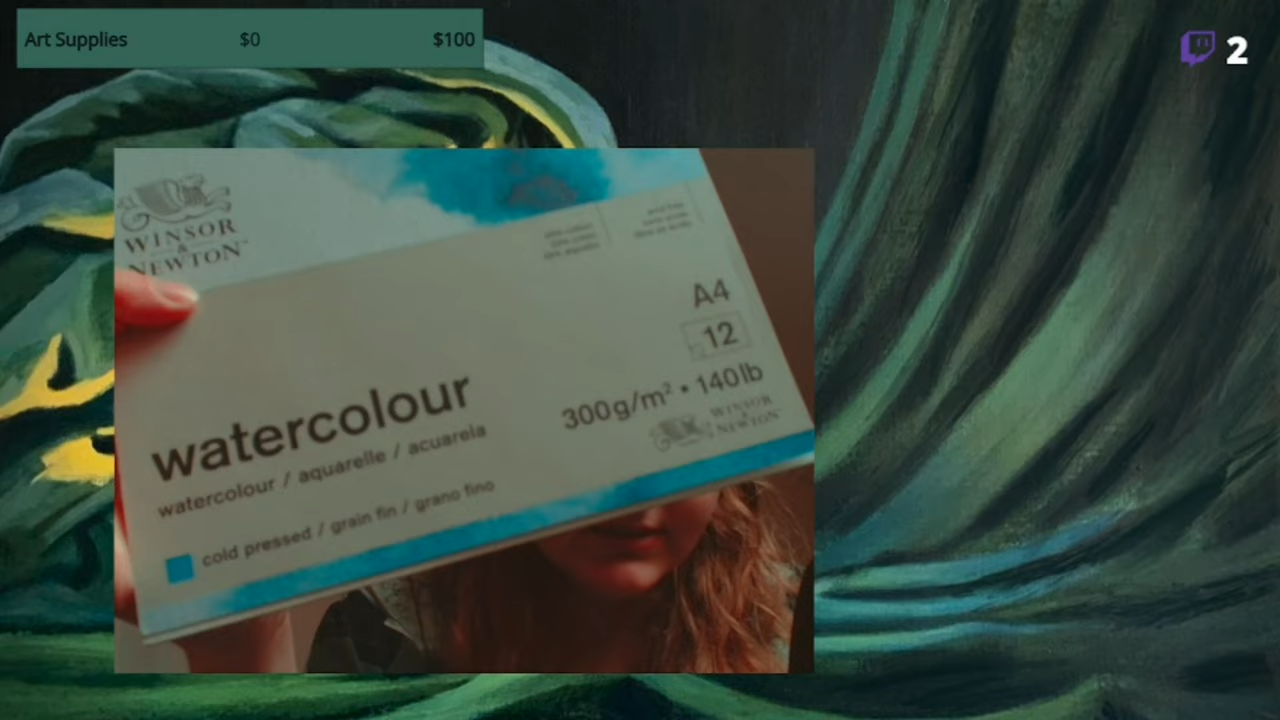 Art Supplies $0 $100
2
WINSOR
&
NEWTON
A4
12
watercolour
300g/m² • 140lb
watercolour / aquarelle / acuarela
WINSOR
&
NEWTON
cold pressed / grain fin / grano fino